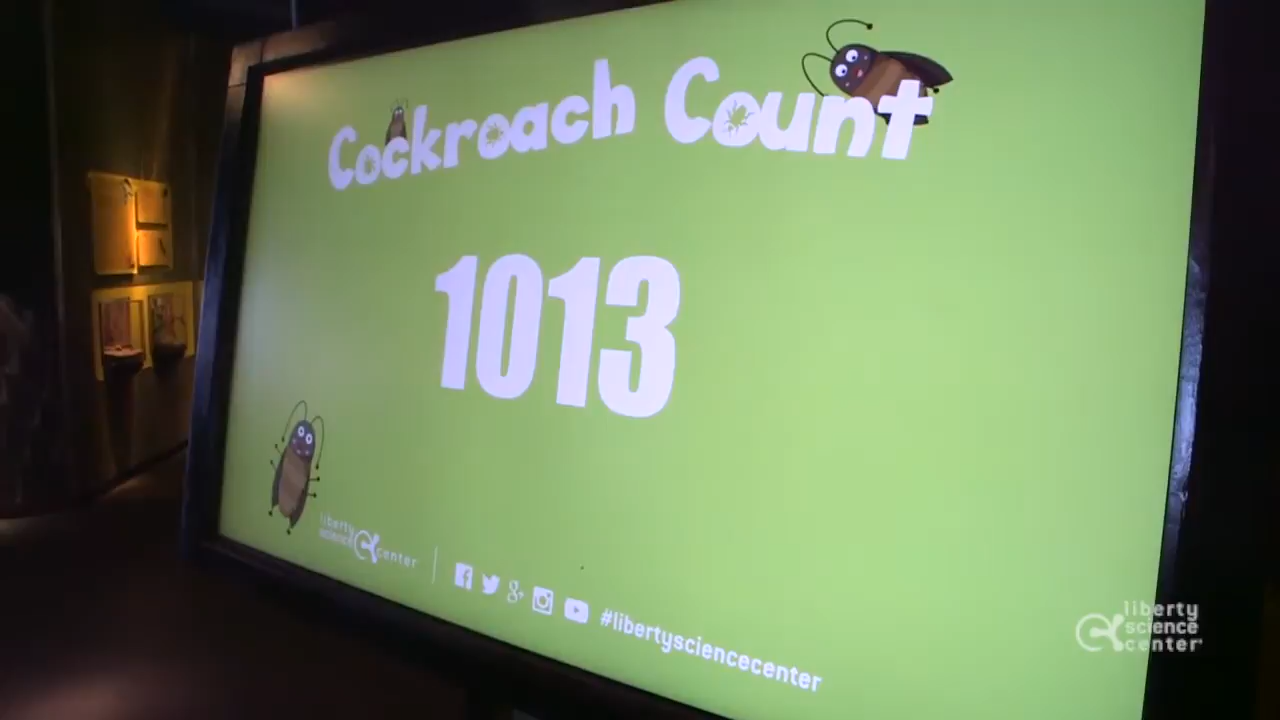 Cockroach Count
1013
liberty
science
center
#libertysciencecenter
liberty
science
center